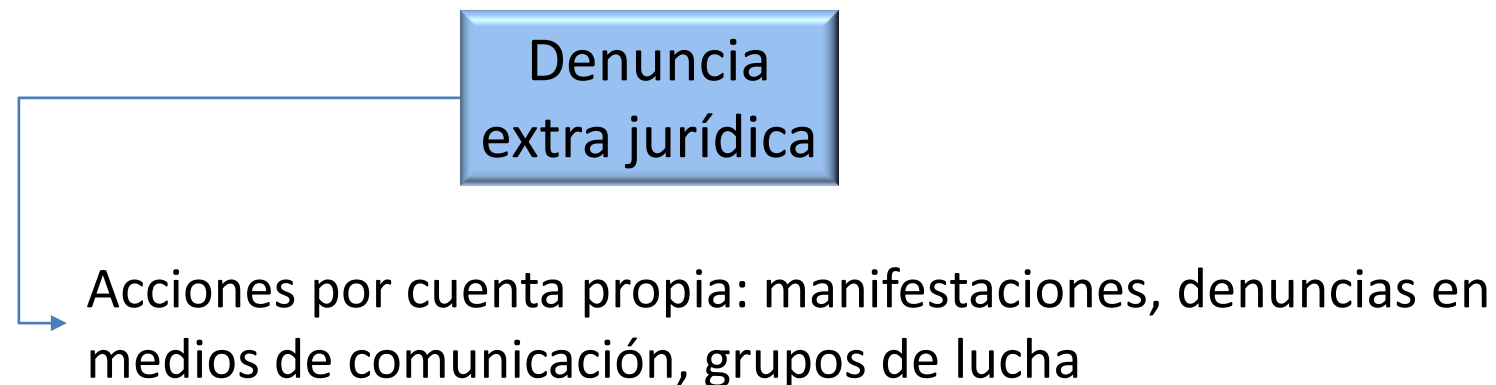 Denuncia
extra jurídica
Acciones por cuenta propia: manifestaciones, denuncias en
medios de comunicación, grupos de lucha